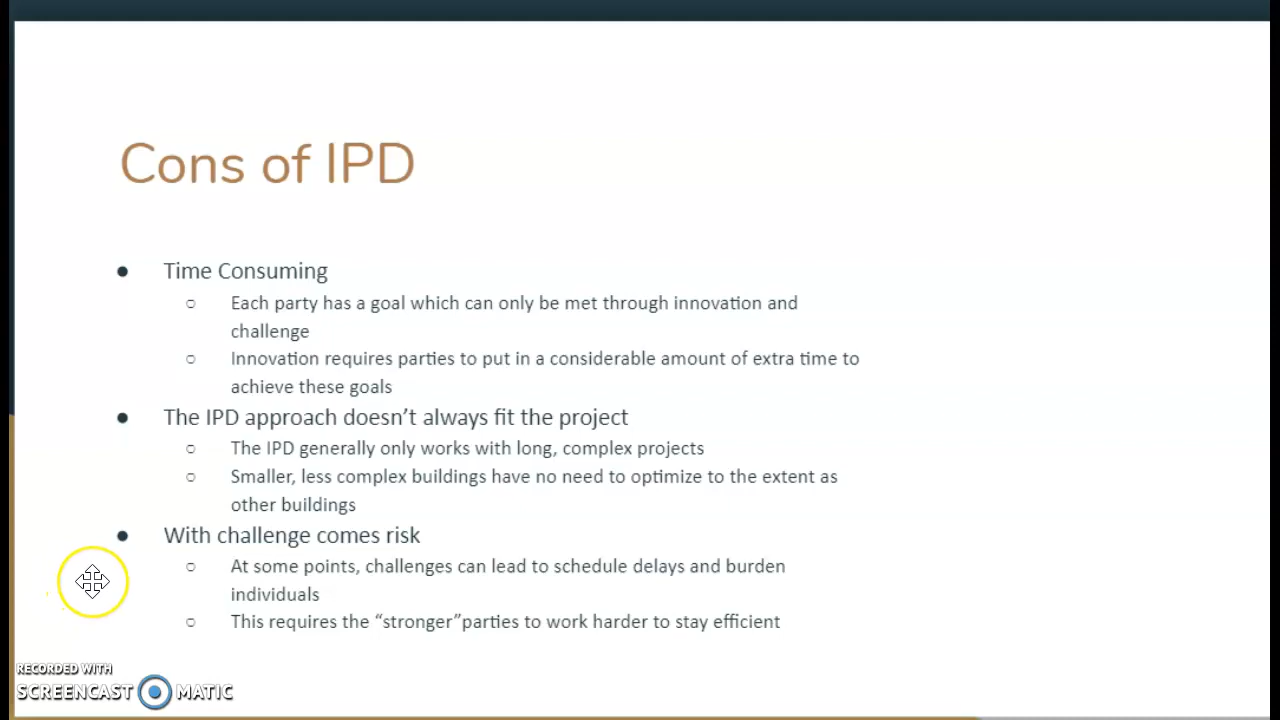 Cons of IPD
● Time Consuming
○ Each party has a goal which can only be met through innovation and
challenge
○ Innovation requires parties to put in a considerable amount of extra time to
achieve these goals
● The IPD approach doesn’t always fit the project
○ The IPD generally only works with long, complex projects
○ Smaller, less complex buildings have no need to optimize to the extent as
other buildings
● With challenge comes risk
○ At some points, challenges can lead to schedule delays and burden
individuals
○ This requires the “stronger”parties to work harder to stay efficient
RECORDED WITH
SCREENCAST MATIC